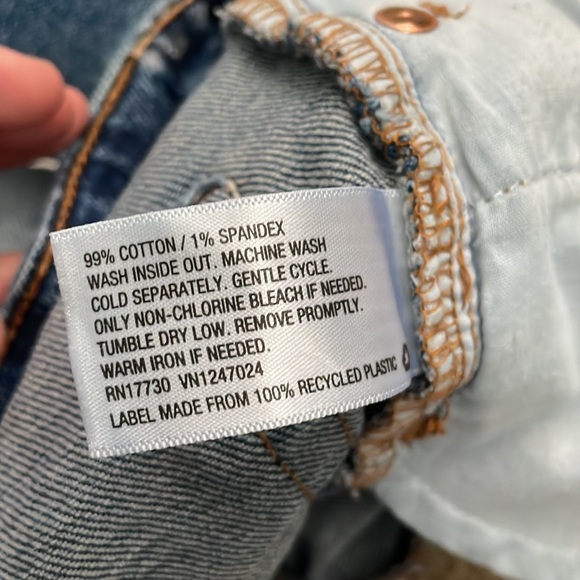 99% COTTON / 1% SPANDEX
WASH INSIDE OUT. MACHINE WASH
COLD SEPARATELY. GENTLE CYCLE.
ONLY NON-CHLORINE BLEACH IF NEEDED.
TUMBLE DRY LOW. REMOVE PROMPTLY.
WARM IRON IF NEEDED.
RN17730 VN1247024
LABEL MADE FROM 100% RECYCLED PLASTIC